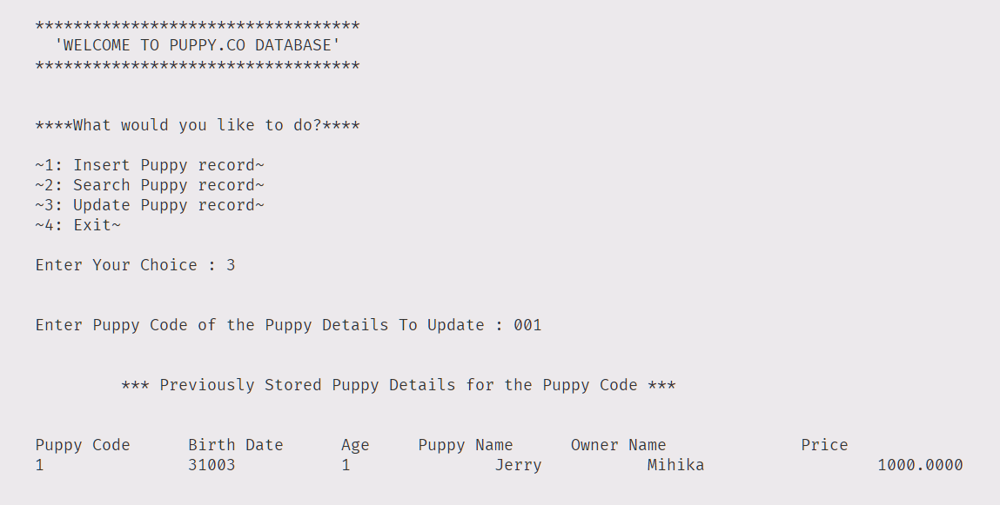 **********************************
'WELCOME TO PUPPY.CO DATABASE'
**********************************
****What would you like to do?****
~1: Insert Puppy record~
~2: Search Puppy record~
~3: Update Puppy record~
~4: Exit~
Enter Your Choice : 3
Enter Puppy Code of the Puppy Details To Update : 001
*** Previously Stored Puppy Details for the Puppy Code ***
Puppy Code Birth Date Age Puppy Name Owner Name Price
1 31003 1 Jerry Mihika 1000.0000